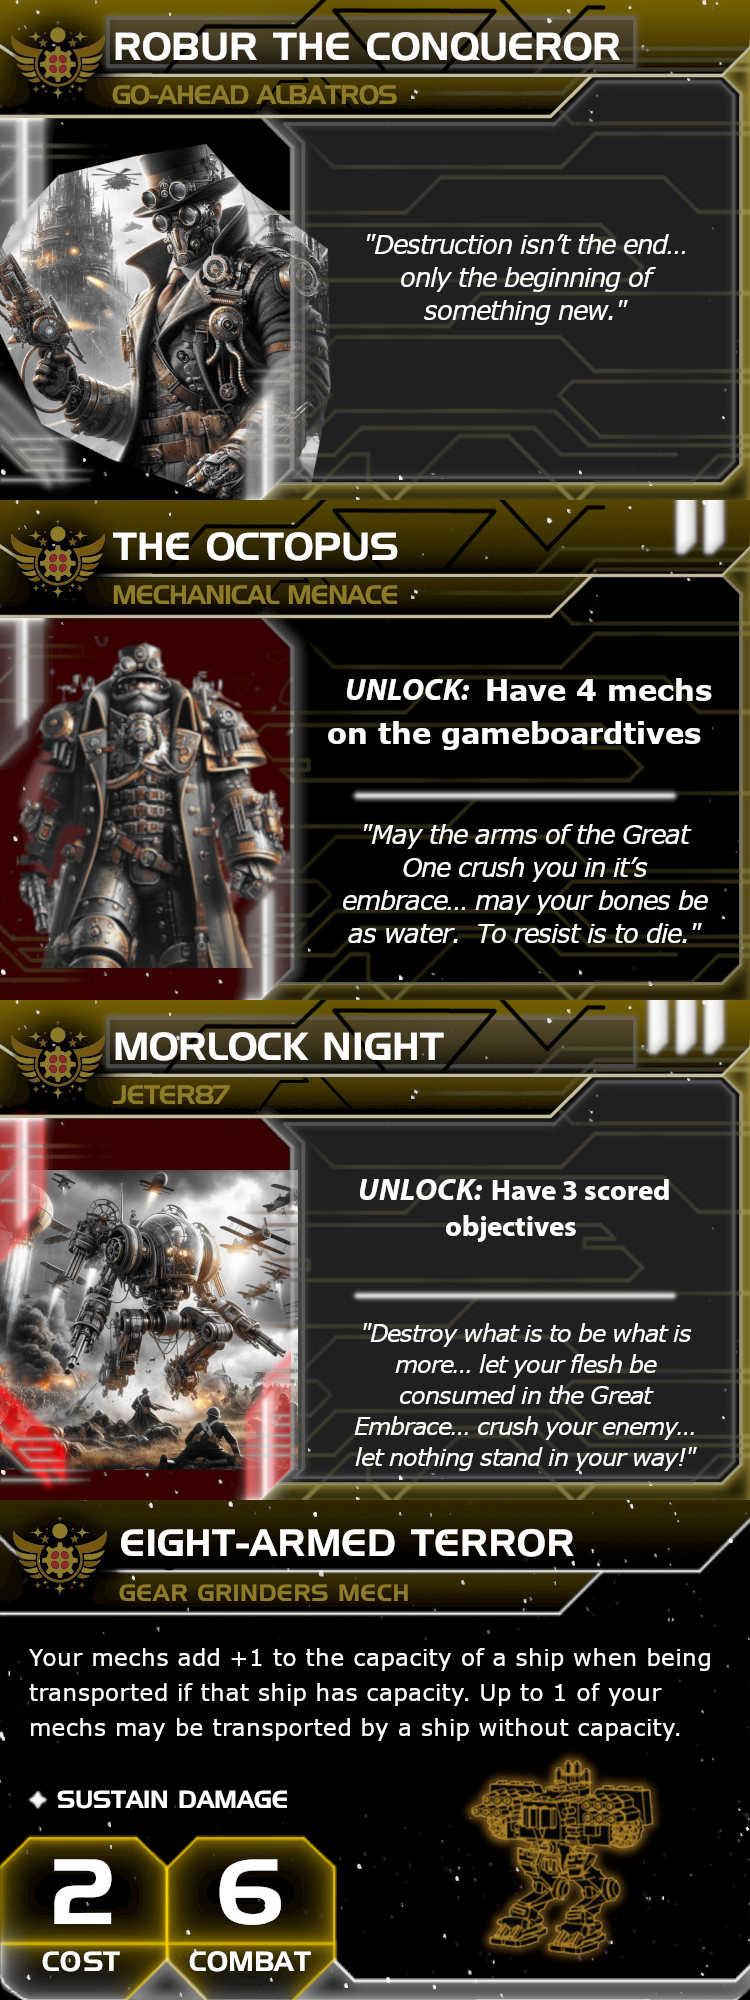 ROBUR THE CONQUEROR
GO-AHEAD ALBATROS
"Destruction isn't the end...
only the beginning of
something new."
THE OCTOPUS
MECHANICAL MENACE
UNLOCK: Have 4 mechs
on the gameboardtives
"May the arms of the Great
One crush you in it's
embrace... may your bones be
as water. To resist is to die."
MORLOCK NIGHT
JETER87
UNLOCK: Have 3 scored
objectives
"Destroy what is to be what is
more... let your flesh be
consumed in the Great
Embrace... crush your enemy...
let nothing stand in your way!"
EIGHT-ARMED TERROR
GEAR GRINDERS MECH
Your mechs add +1 to the capacity of a ship when being
transported if that ship has capacity. Up to 1 of your
mechs may be transported by a ship without capacity.
◆ SUSTAIN DAMAGE
2 6
COST COMBAT